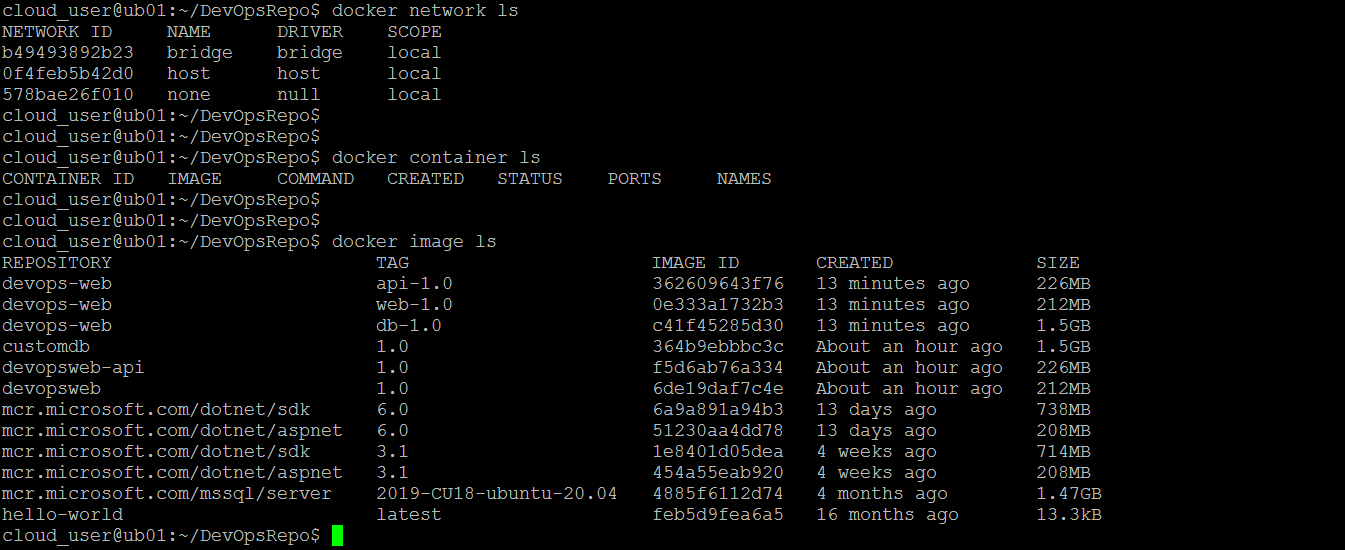 cloud_user@ub01:~/DevOpsRepo$ docker network ls
NETWORK ID     NAME      DRIVER    SCOPE
b49493892b23   bridge    bridge    local
0f4feb5b42d0   host      host      local
578bae26f010   none      null      local
cloud_user@ub01:~/DevOpsRepo$
cloud_user@ub01:~/DevOpsRepo$
cloud_user@ub01:~/DevOpsRepo$ docker container ls
CONTAINER ID   IMAGE     COMMAND   CREATED   STATUS    PORTS     NAMES
cloud_user@ub01:~/DevOpsRepo$
cloud_user@ub01:~/DevOpsRepo$
cloud_user@ub01:~/DevOpsRepo$ docker image ls
REPOSITORY                        TAG                      IMAGE ID       CREATED             SIZE
devops-web                        api-1.0                  362609643f76   13 minutes ago      226MB
devops-web                        web-1.0                  0e333a1732b3   13 minutes ago      212MB
devops-web                        db-1.0                   c41f45285d30   13 minutes ago      1.5GB
customdb                          1.0                      364b9ebbbc3c   About an hour ago   1.5GB
devopsweb-api                     1.0                      f5d6ab76a334   About an hour ago   226MB
devopsweb                         1.0                      6de19daf7c4e   About an hour ago   212MB
mcr.microsoft.com/dotnet/sdk      6.0                      6a9a891a94b3   13 days ago         738MB
mcr.microsoft.com/dotnet/aspnet   6.0                      51230aa4dd78   13 days ago         208MB
mcr.microsoft.com/dotnet/sdk      3.1                      1e8401d05dea   4 weeks ago         714MB
mcr.microsoft.com/dotnet/aspnet   3.1                      454a55eab920   4 weeks ago         208MB
mcr.microsoft.com/mssql/server    2019-CU18-ubuntu-20.04   4885f6112d74   4 months ago        1.47GB
hello-world                       latest                   feb5d9fea6a5   16 months ago       13.3kB
cloud_user@ub01:~/DevOpsRepo$